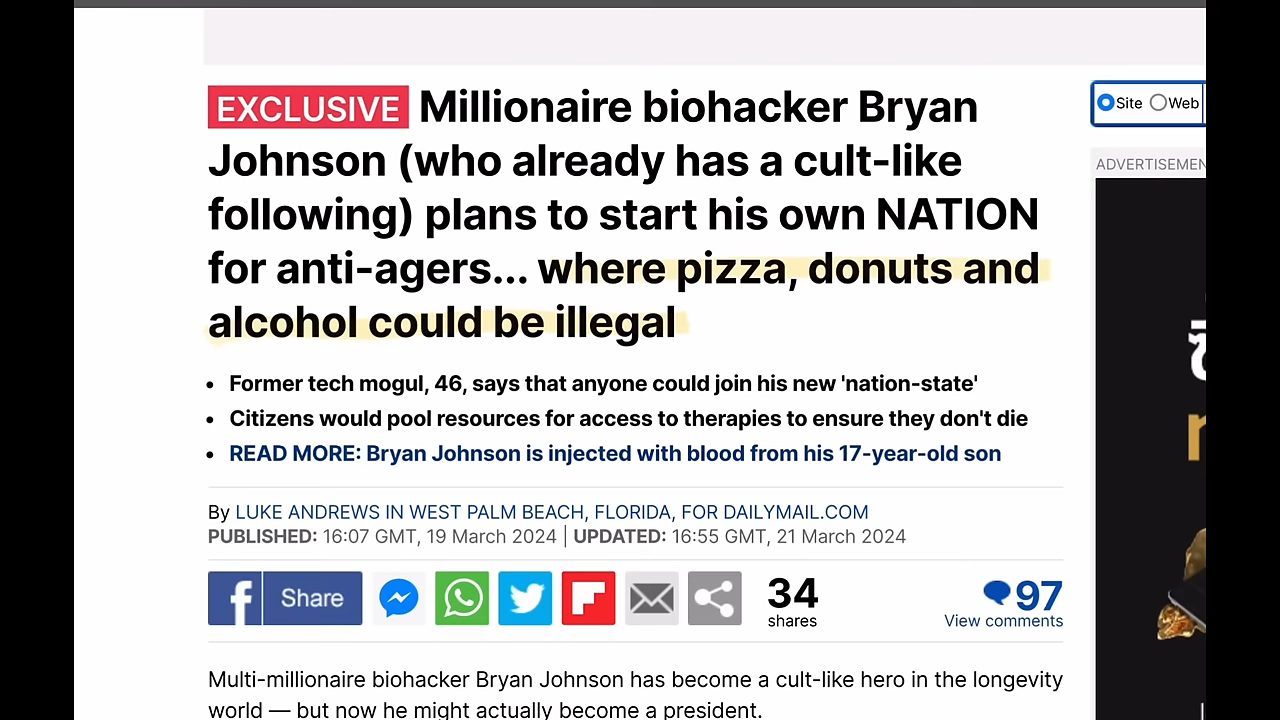 EXCLUSIVE Millionaire biohacker Bryan
Johnson (who already has a cult-like
following) plans to start his own NATION
for anti-agers... where pizza, donuts and
alcohol could be illegal
Site Web
ADVERTISEMEN
• Former tech mogul, 46, says that anyone could join his new 'nation-state'
• Citizens would pool resources for access to therapies to ensure they don't die
• READ MORE: Bryan Johnson is injected with blood from his 17-year-old son
By LUKE ANDREWS IN WEST PALM BEACH, FLORIDA, FOR DAILYMAIL.COM
PUBLISHED: 16:07 GMT, 19 March 2024 | UPDATED: 16:55 GMT, 21 March 2024
f Share
34
shares
97
View comments
Multi-millionaire biohacker Bryan Johnson has become a cult-like hero in the longevity
world — but now he might actually become a president.